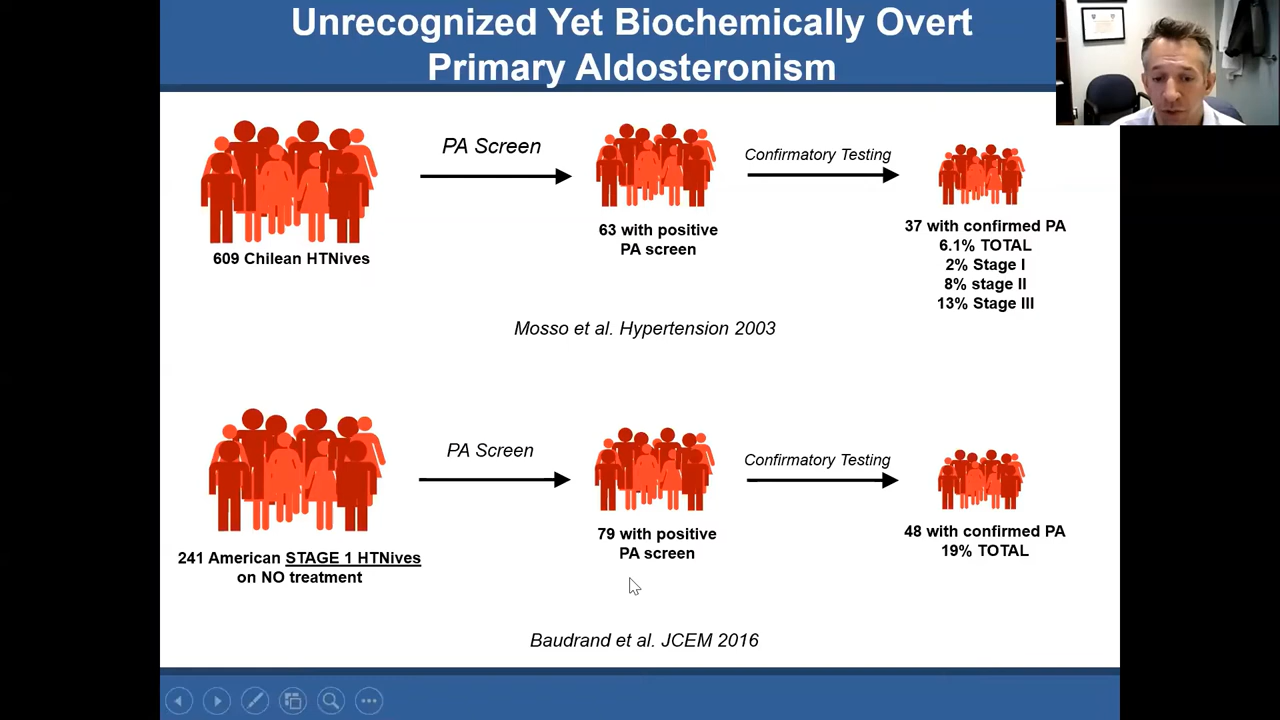 Unrecognized Yet Biochemically Overt
Primary Aldosteronism
PA Screen
Confirmatory Testing
609 Chilean HTNives
63 with positive
PA screen
37 with confirmed PA
6.1% TOTAL
2% Stage I
8% stage II
13% Stage III
Mosso et al. Hypertension 2003
PA Screen
Confirmatory Testing
241 American STAGE 1 HTNives
on NO treatment
79 with positive
PA screen
48 with confirmed PA
19% TOTAL
Baudrand et al. JCEM 2016